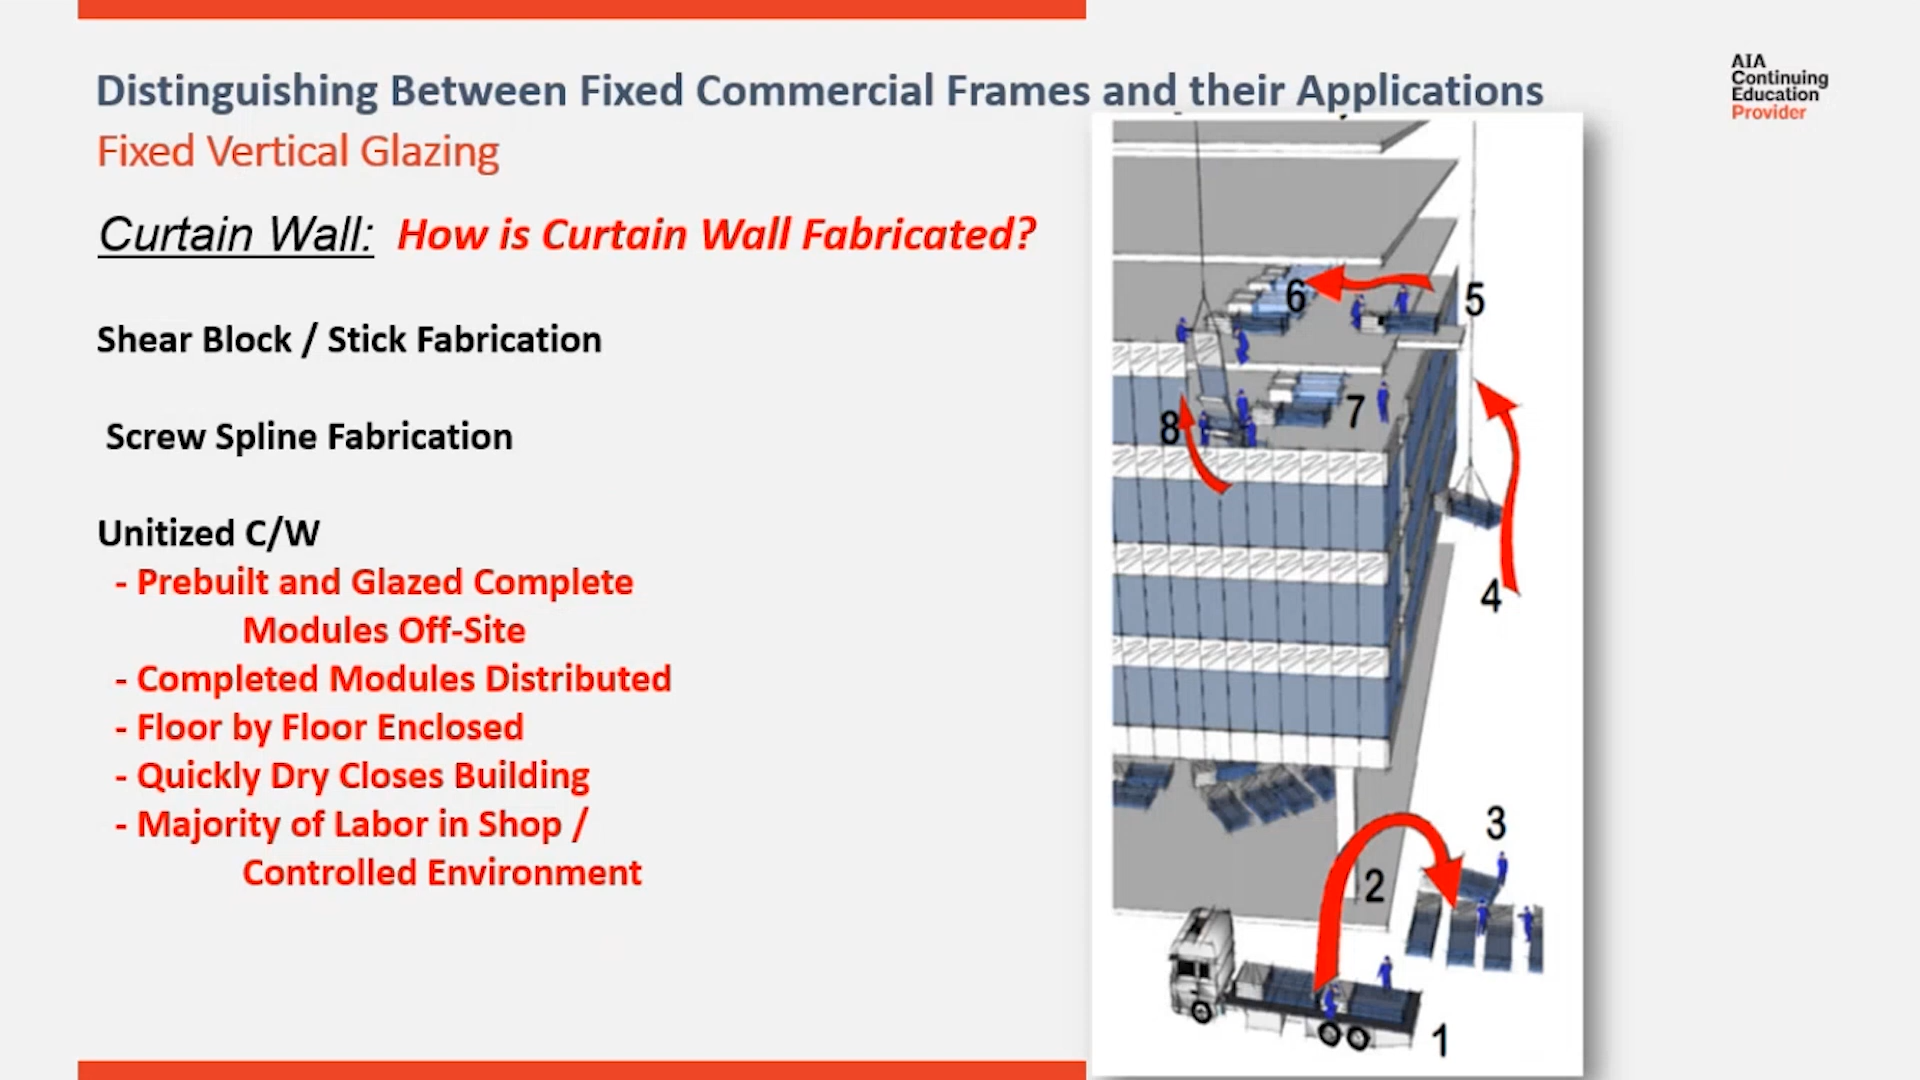 Distinguishing Between Fixed Commercial Frames and their Applications
Fixed Vertical Glazing
AIA
Continuing
Education
Provider
Curtain Wall: How is Curtain Wall Fabricated?
Shear Block / Stick Fabrication
Screw Spline Fabrication
Unitized C/W
- Prebuilt and Glazed Complete
Modules Off-Site
- Completed Modules Distributed
- Floor by Floor Enclosed
- Quickly Dry Closes Building
- Majority of Labor in Shop /
Controlled Environment
6
5
8
7
4
3
2
1